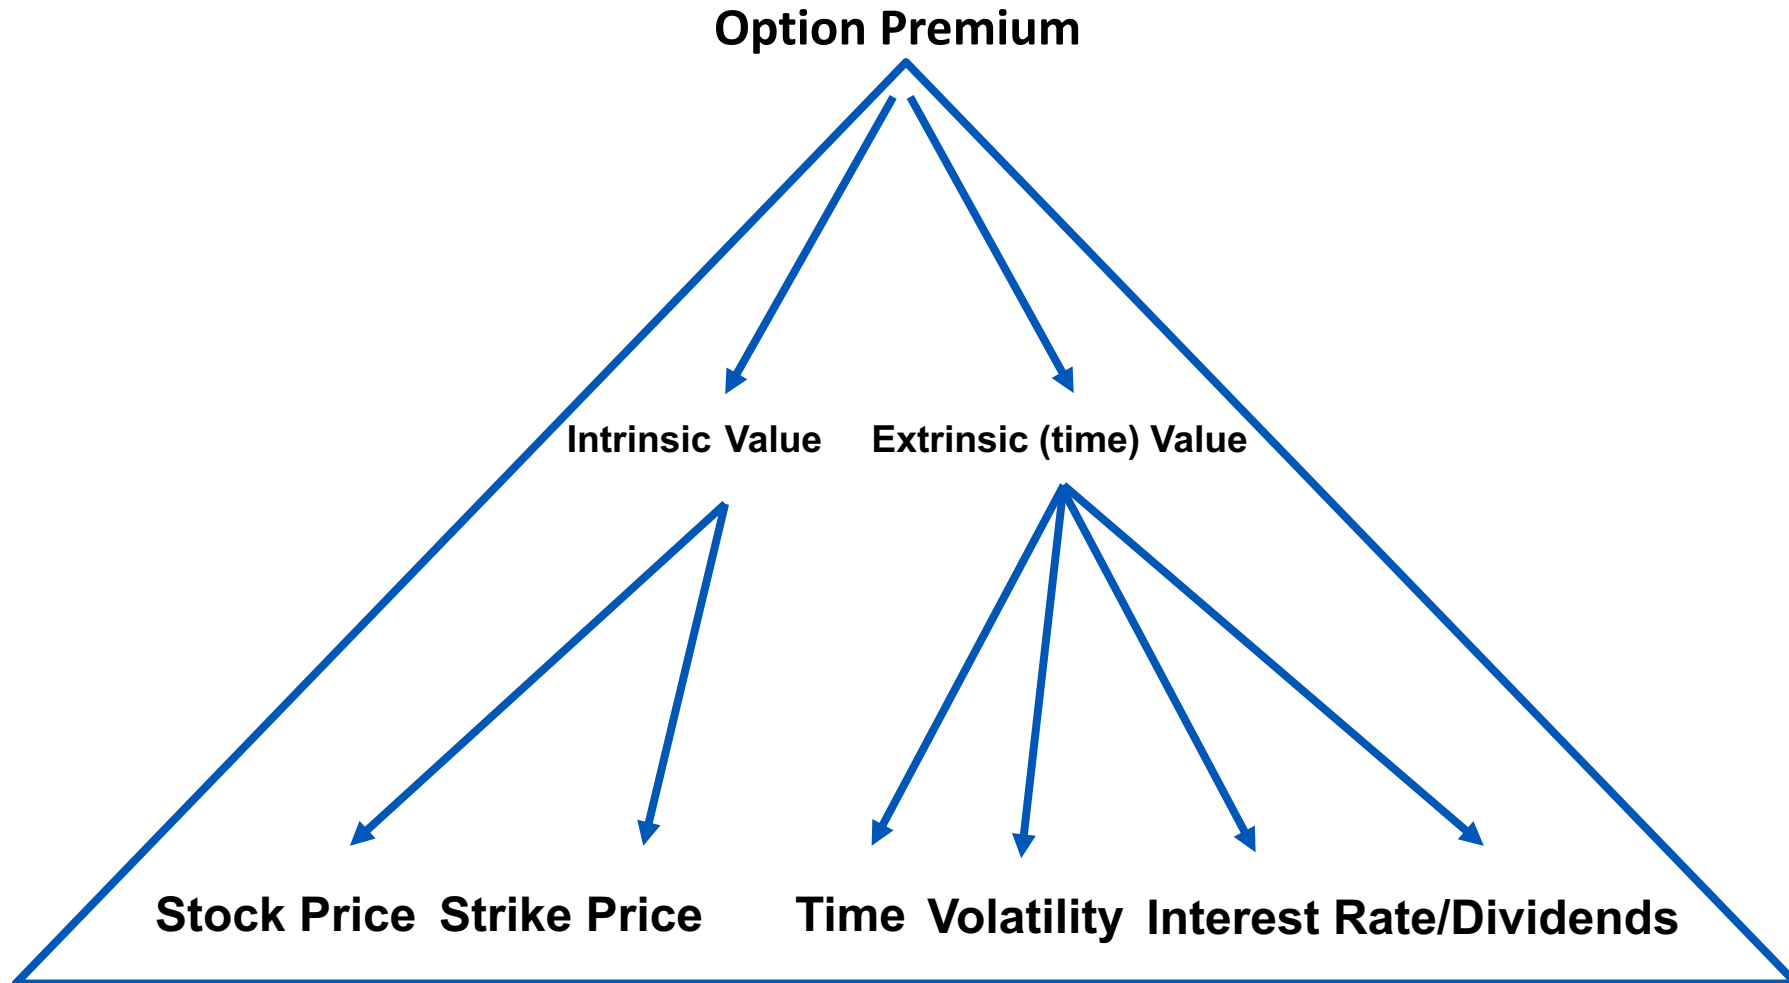 Option Premium
Intrinsic Value
Extrinsic (time) Value
Stock Price
Strike Price
Time
Volatility
Interest Rate/Dividends